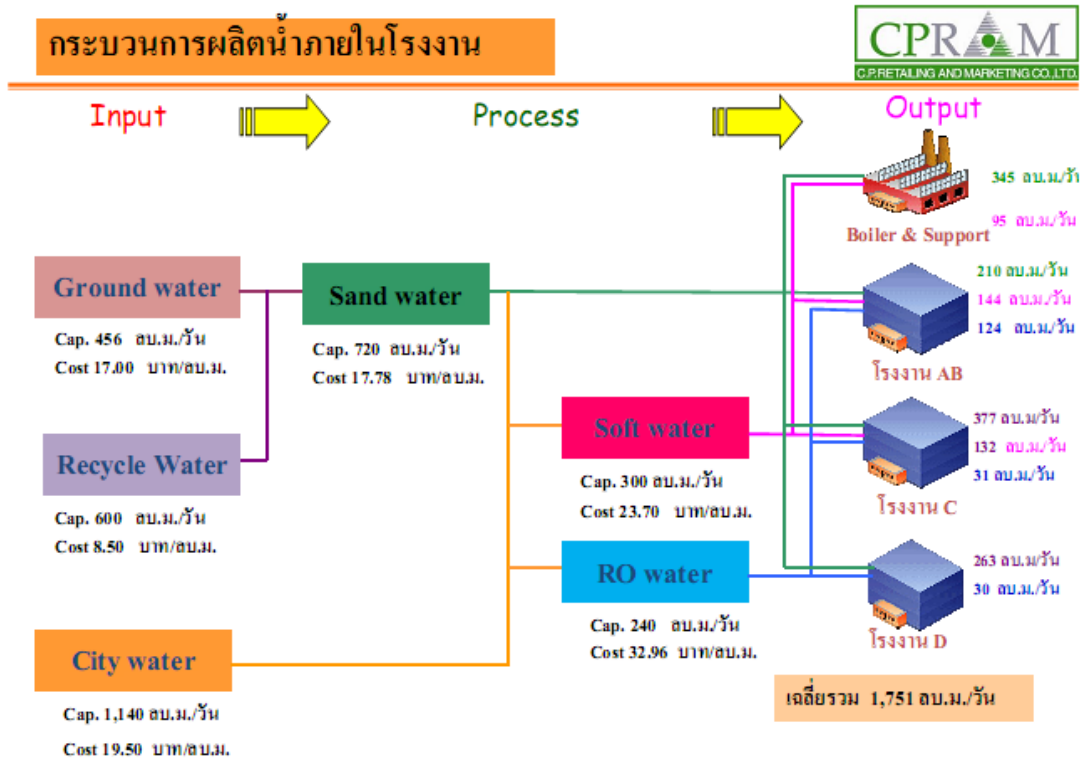 กระบวนการผลิตน้ำภายในโรงงาน
CPRAM
C.P.RETAILING AND MARKETING CO.,LTD.
Input
Process
Output
345 ลบ.ม./วัน
95 ลบ.ม./วัน
Boiler & Support
Ground water
Cap. 456 ลบ.ม./วัน
Cost 17.00 บาท/ลบ.ม.
Sand water
Cap. 720 ลบ.ม./วัน
Cost 17.78 บาท/ลบ.ม.
210 ลบ.ม./วัน
144 ลบ.ม./วัน
124 ลบ.ม./วัน
โรงงาน AB
Recycle Water
Cap. 600 ลบ.ม./วัน
Cost 8.50 บาท/ลบ.ม.
Soft water
Cap. 300 ลบ.ม./วัน
Cost 23.70 บาท/ลบ.ม.
377 ลบ.ม/วัน
132 ลบ.ม./วัน
31 ลบ.ม./วัน
โรงงาน C
RO water
Cap. 240 ลบ.ม./วัน
Cost 32.96 บาท/ลบ.ม.
263 ลบ.ม/วัน
30 ลบ.ม./วัน
โรงงาน D
City water
Cap. 1,140 ลบ.ม./วัน
Cost 19.50 บาท/ลบ.ม.
เฉลี่ยรวม 1,751 ลบ.ม./วัน